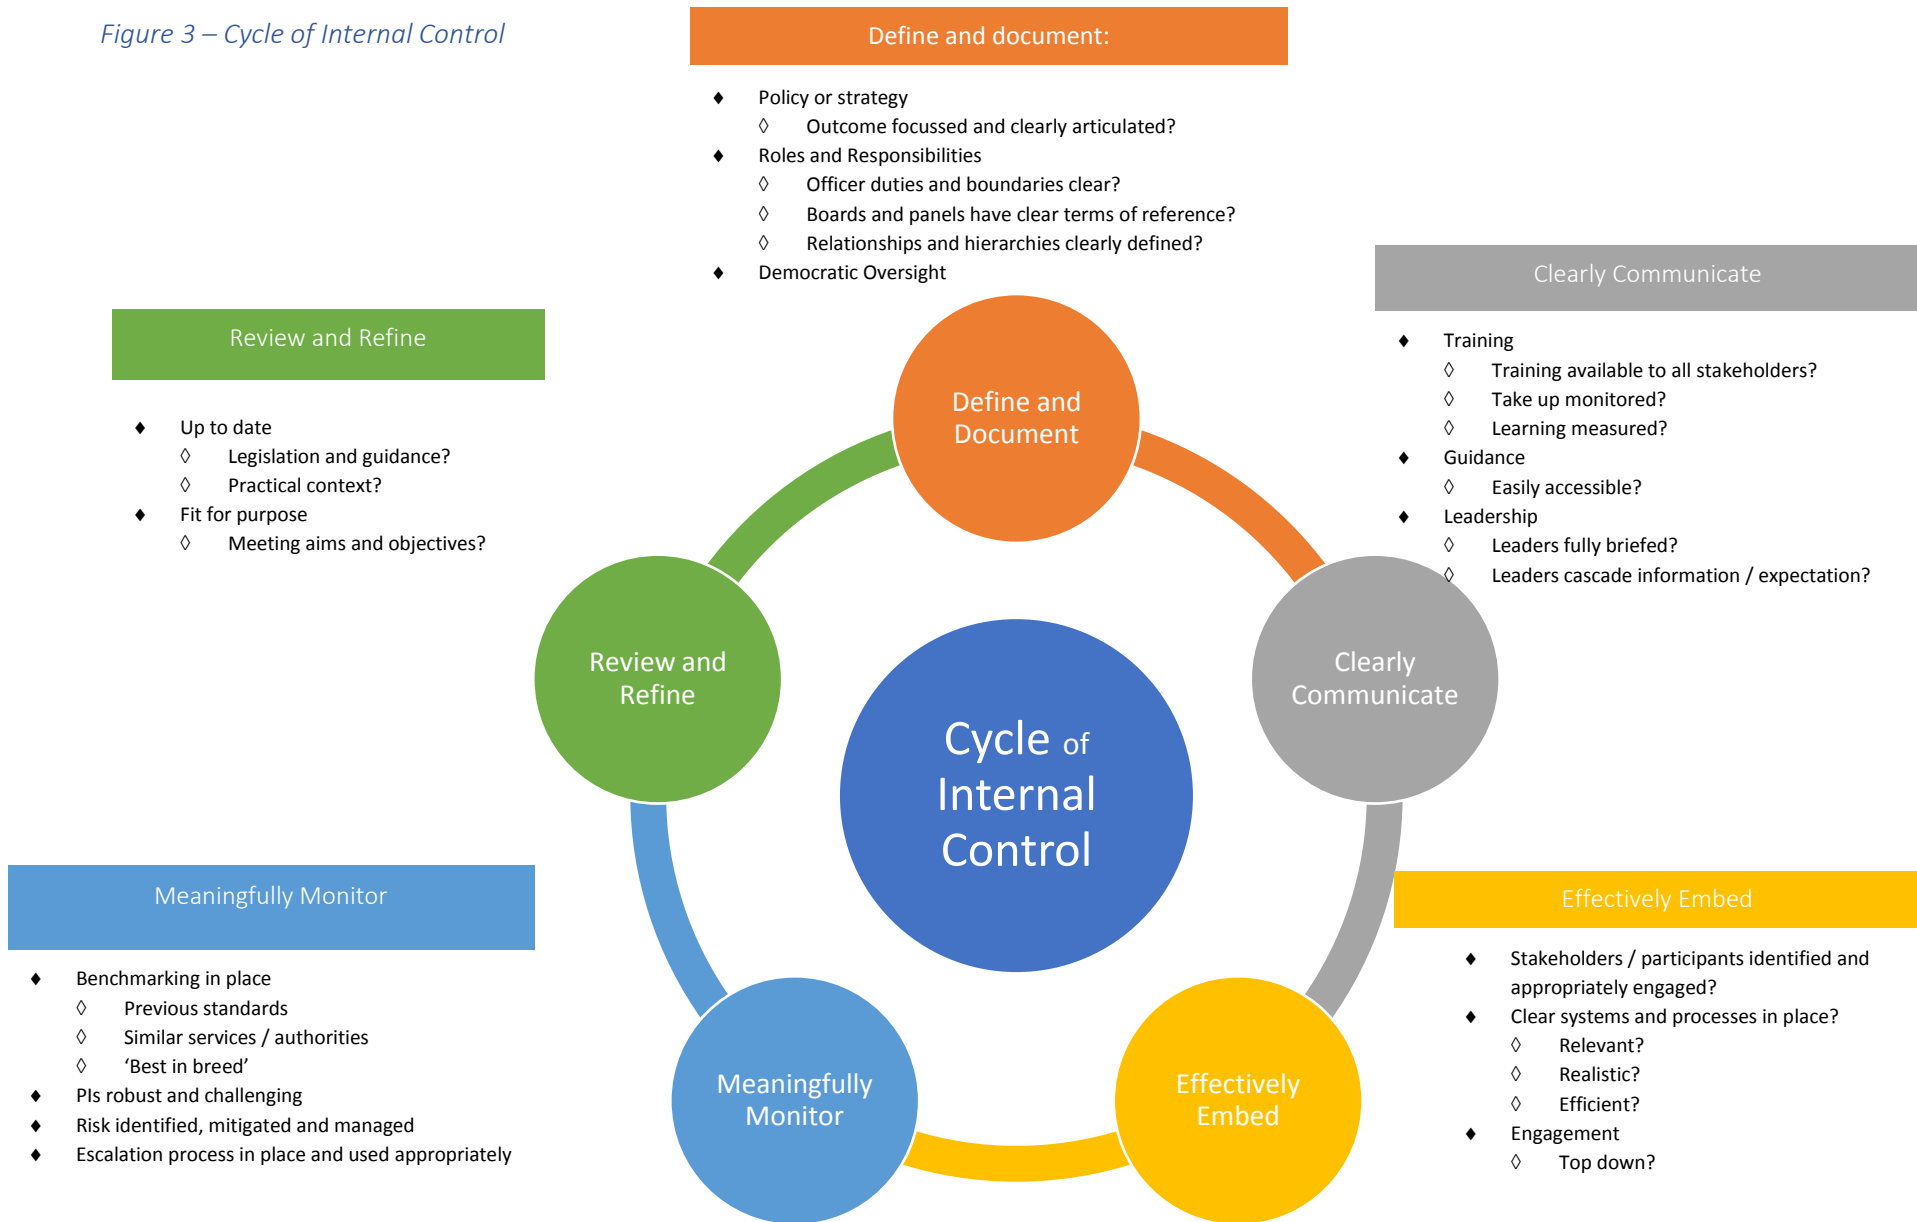 Figure 3 – Cycle of Internal Control
Define and document:
♦ Policy or strategy
◊ Outcome focussed and clearly articulated?
♦ Roles and Responsibilities
◊ Officer duties and boundaries clear?
◊ Boards and panels have clear terms of reference?
◊ Relationships and hierarchies clearly defined?
♦ Democratic Oversight
Clearly Communicate
♦ Training
◊ Training available to all stakeholders?
◊ Take up monitored?
◊ Learning measured?
♦ Guidance
◊ Easily accessible?
♦ Leadership
◊ Leaders fully briefed?
◊ Leaders cascade information / expectation?
Review and Refine
♦ Up to date
◊ Legislation and guidance?
◊ Practical context?
♦ Fit for purpose
◊ Meeting aims and objectives?
Define and
Document
Review and
Refine
Clearly
Communicate
Cycle of
Internal
Control
Meaningfully
Monitor
Effectively
Embed
Meaningfully Monitor
♦ Benchmarking in place
◊ Previous standards
◊ Similar services / authorities
◊ ‘Best in breed’
♦ PIs robust and challenging
♦ Risk identified, mitigated and managed
♦ Escalation process in place and used appropriately
Effectively Embed
♦ Stakeholders / participants identified and
appropriately engaged?
♦ Clear systems and processes in place?
◊ Relevant?
◊ Realistic?
◊ Efficient?
♦ Engagement
◊ Top down?